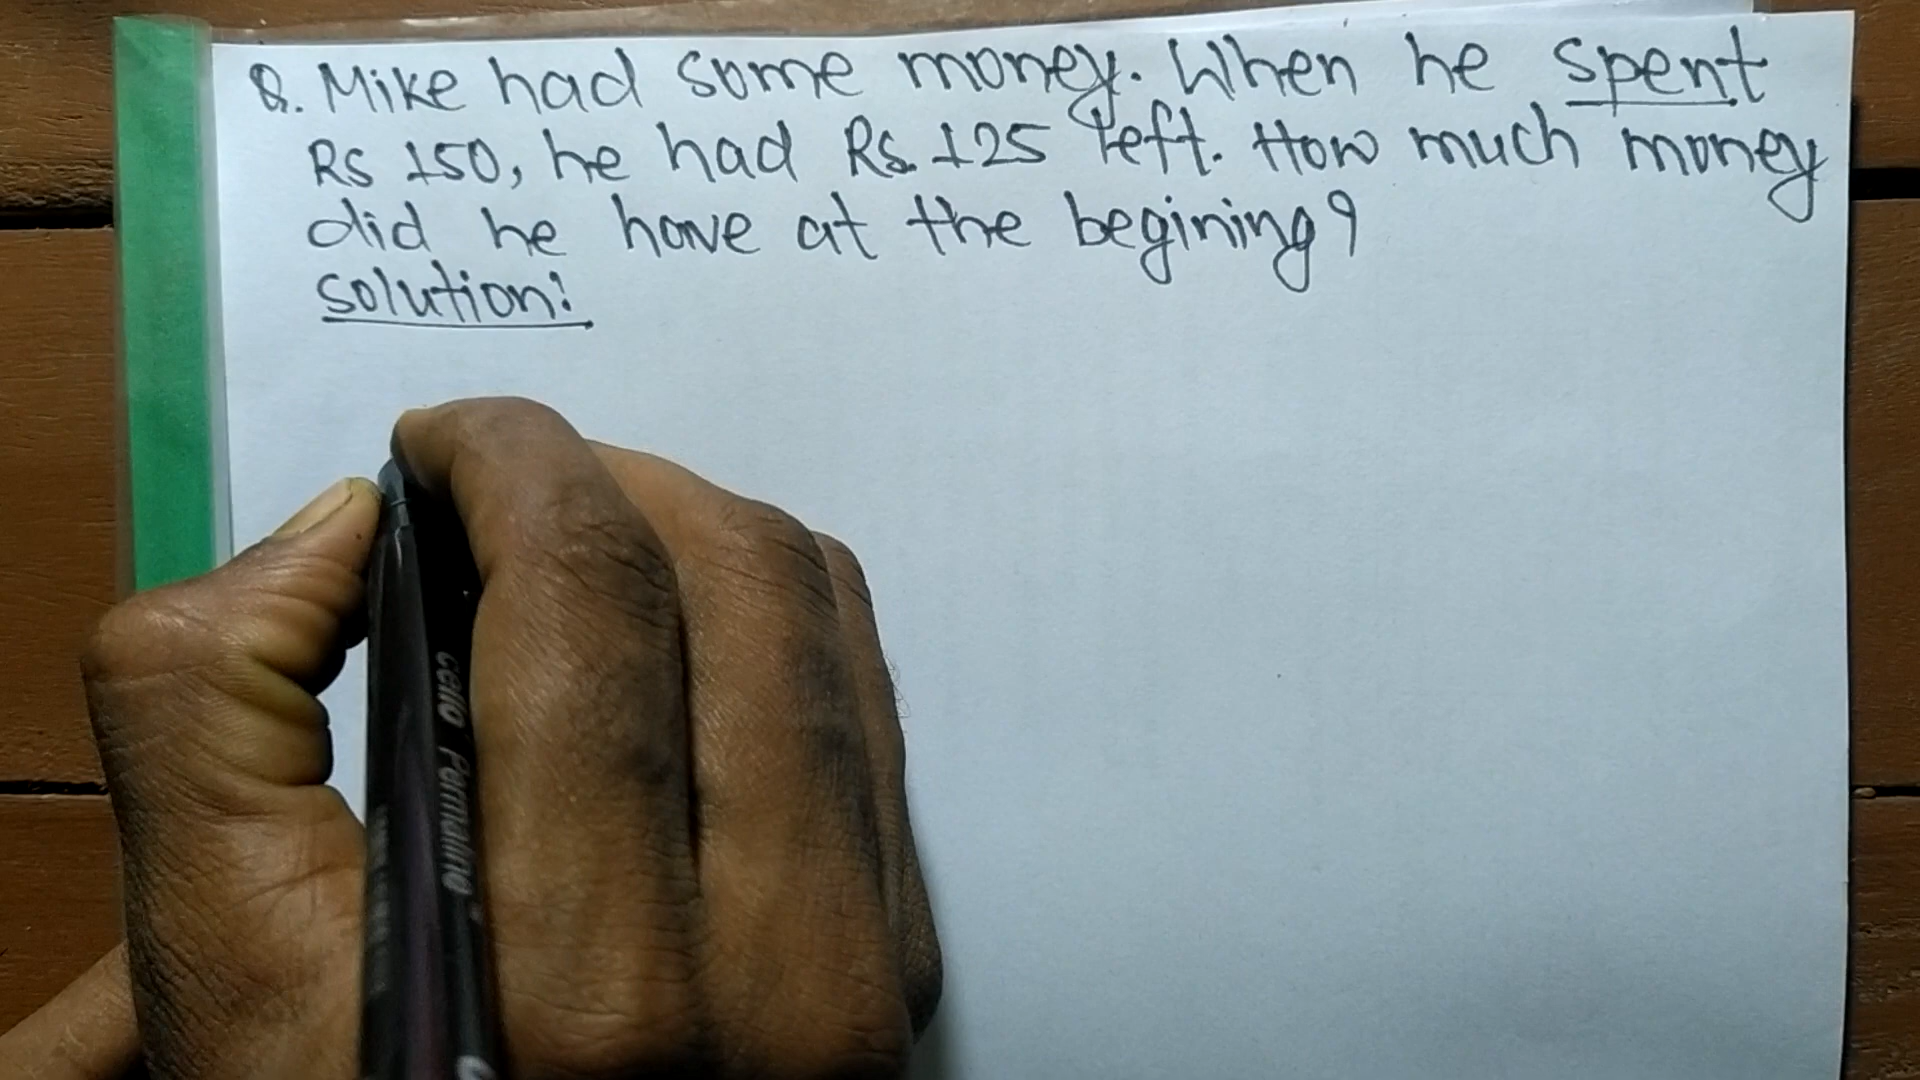 Q. Mike had some money. When he spent
Rs 150, he had Rs. 125 left. How much money
did he have at the begining?
solution:
cello Pernaline